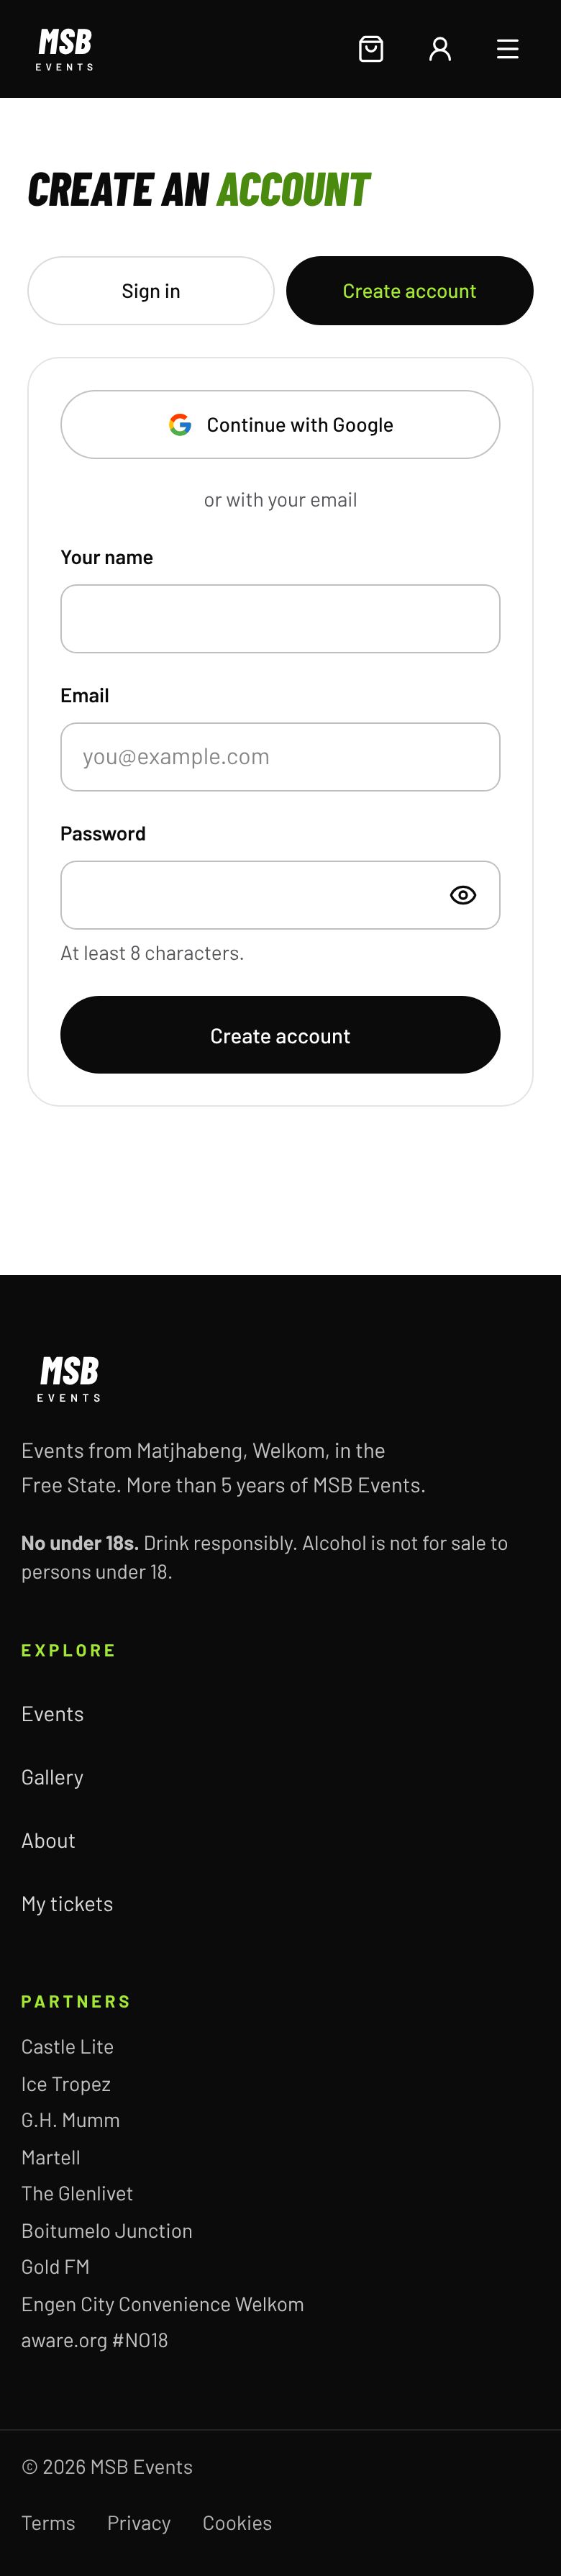 MSB
EVENTS
CREATE AN ACCOUNT
Sign in
Create account
Continue with Google
or with your email
Your name
Email
you@example.com
Password
At least 8 characters.
Create account
MSB
EVENTS
Events from Matjhabeng, Welkom, in the
Free State. More than 5 years of MSB Events.
No under 18s. Drink responsibly. Alcohol is not for sale to
persons under 18.
EXPLORE
Events
Gallery
About
My tickets
PARTNERS
Castle Lite
Ice Tropez
G.H. Mumm
Martell
The Glenlivet
Boitumelo Junction
Gold FM
Engen City Convenience Welkom
aware.org #NO18
© 2026 MSB Events
Terms Privacy Cookies